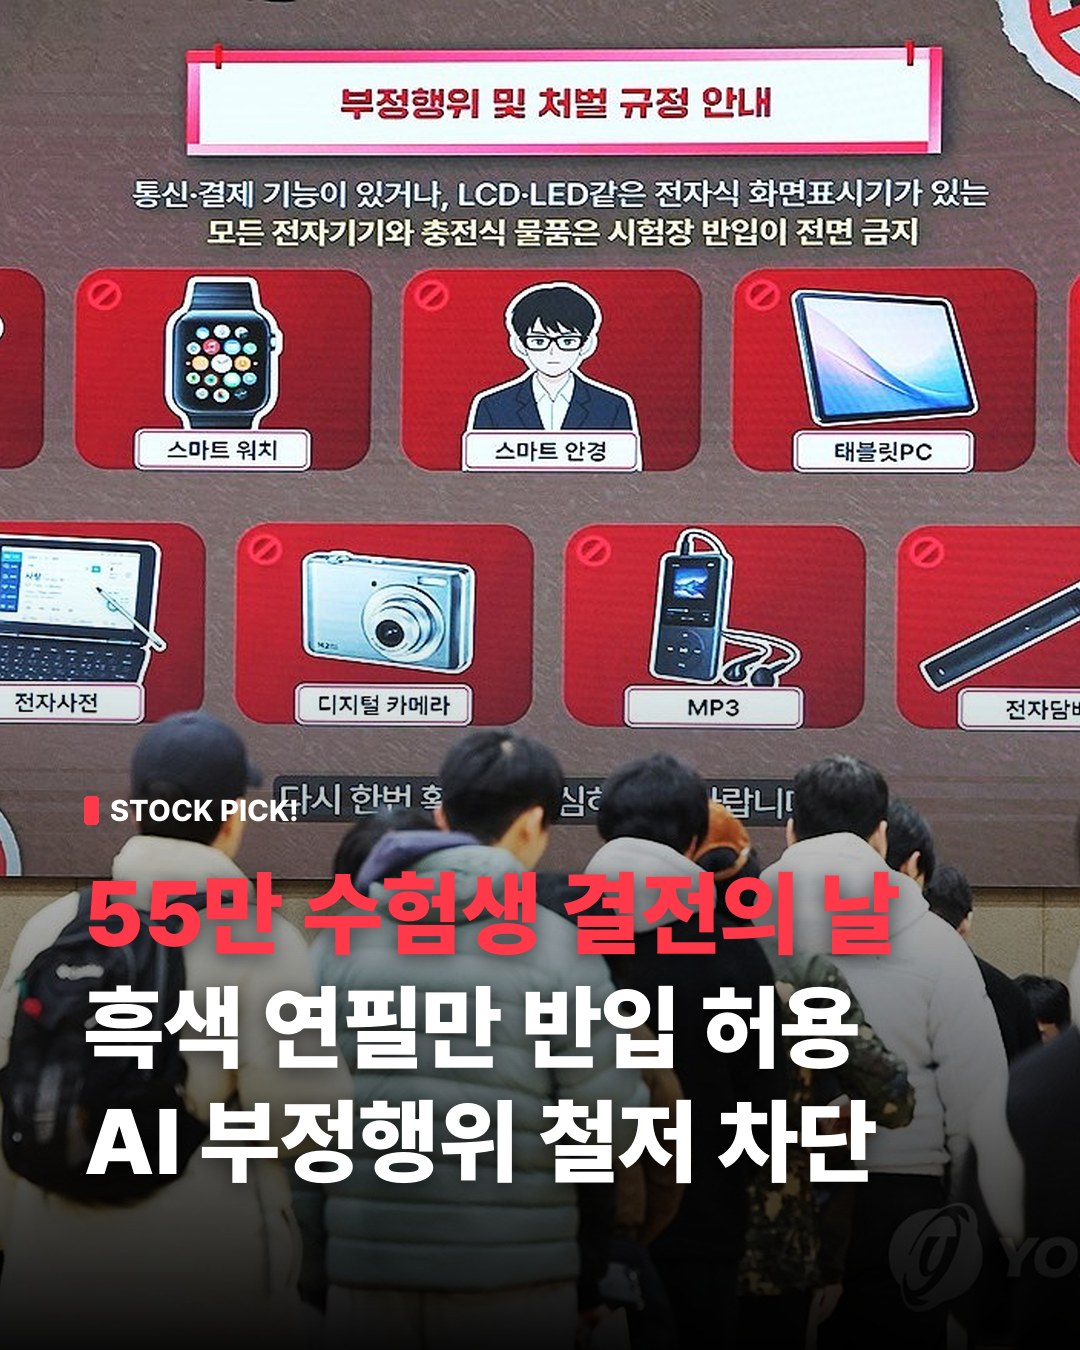 부정행위 및 처벌 규정 안내
통신·결제 기능이 있거나, LCD·LED같은 전자식 화면표시기가 있는
모든 전자기기와 충전식 물품은 시험장 반입이 전면 금지
스마트 워치
스마트 안경
태블릿PC
전자사전
디지털 카메라
MP3
전자담배
다시 한번
STOCK PICK!
55만 수험생 결전의 날
흑색 연필만 반입 허용
AI 부정행위 철저 차단
YO